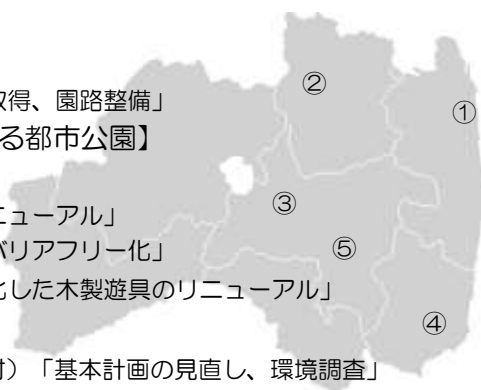 ②
①
取得、園路整備」
る都市公園】
③
ニューアル」
バリアフリー化」
⑤
化した木製遊具のリニューアル」
④
村）「基本計画の見直し、環境調査」